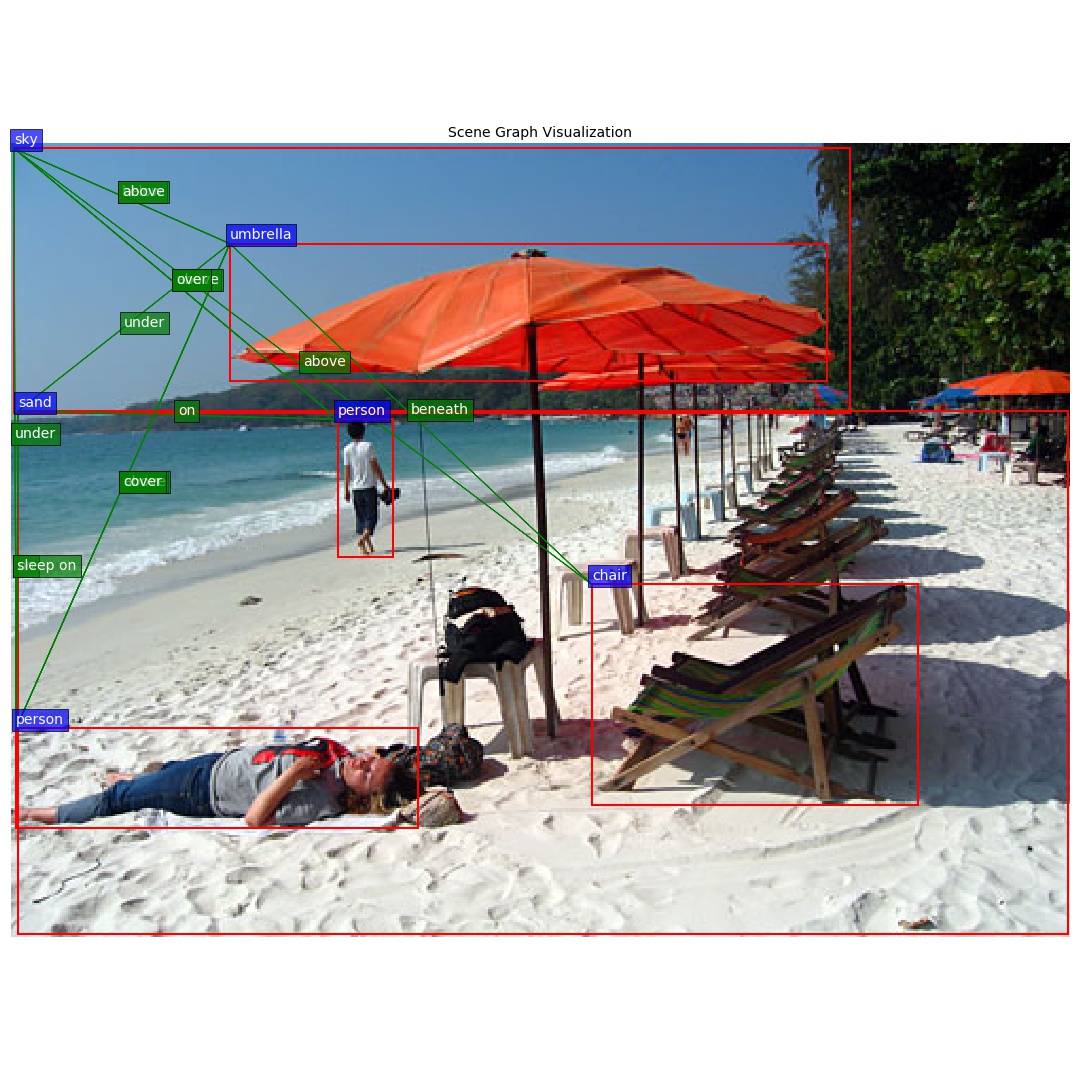 Scene Graph Visualization
sky
above
umbrella
over e
under
above
sand
on
person
beneath
under
cover
sleep on
chair
person